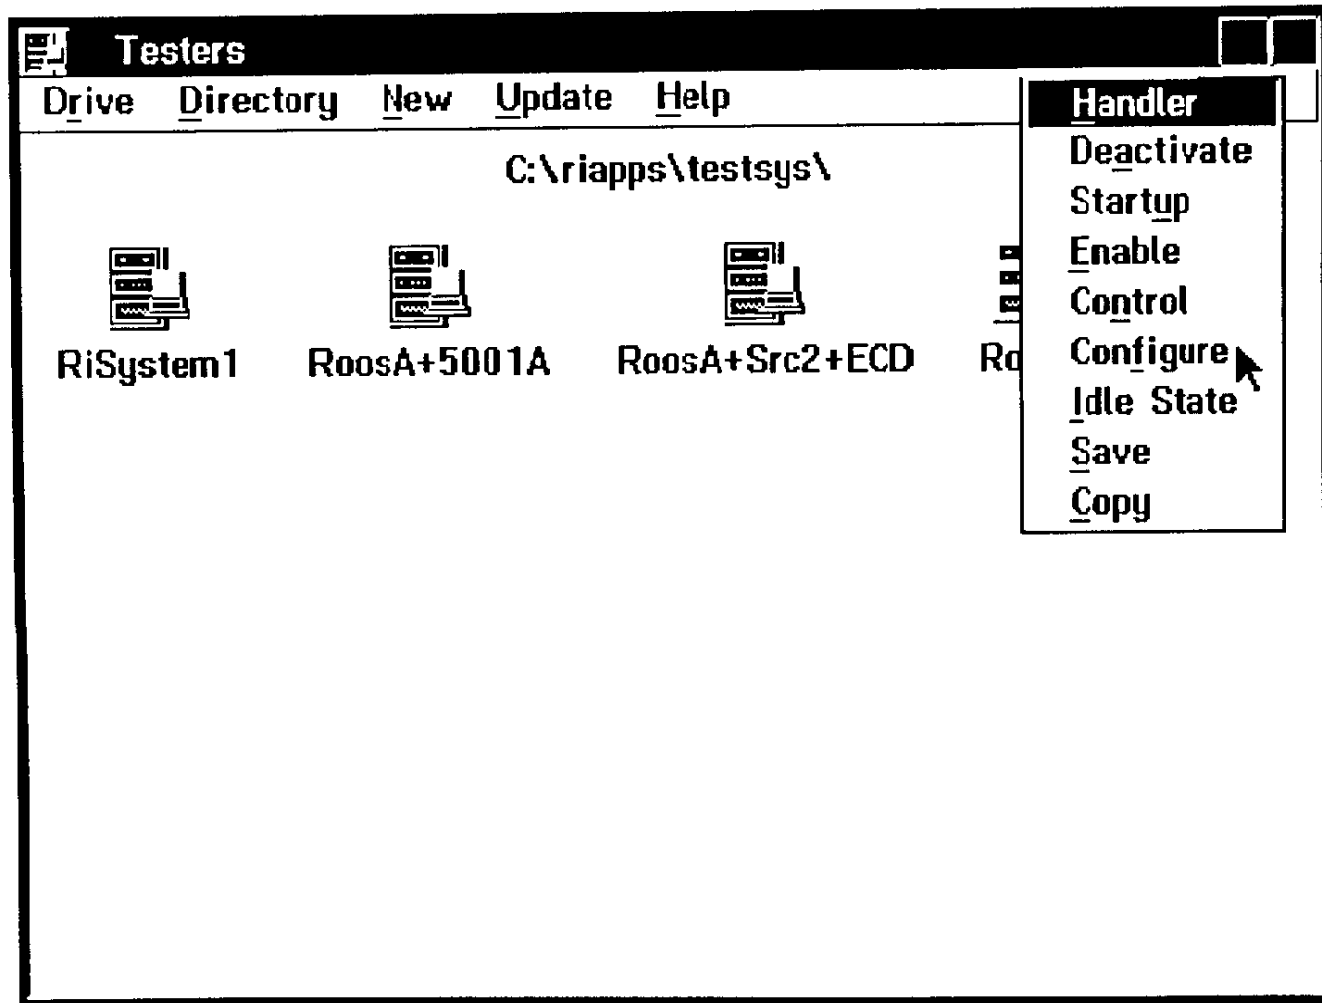 Testers
Drive Directory New Update Help
C:\riapps\testsys\
RiSystem1 RoosA+5001A RoosA+Src2+ECD
Handler
Deactivate
Startup
Enable
Control
Configure
Idle State
Save
Copy